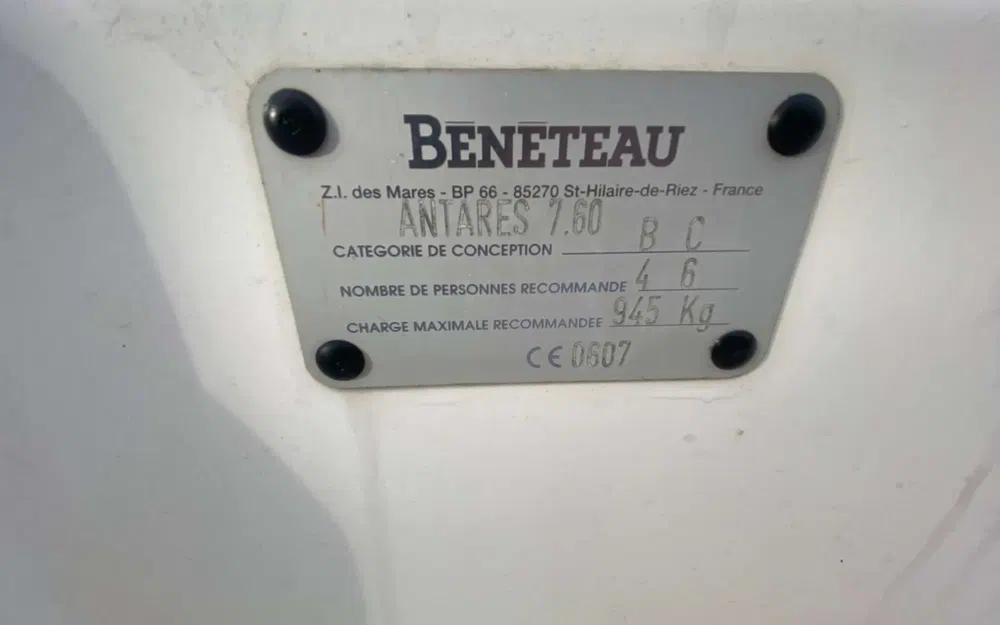 BENETEAU
Z.I. des Mares - BP 66 - 85270 St-Hilaire-de-Riez - France
ANTARES 7.60
CATEGORIE DE CONCEPTION B C
NOMBRE DE PERSONNES RECOMMANDE 4 6
CHARGE MAXIMALE RECOMMANDEE 945 Kg
CE 0607